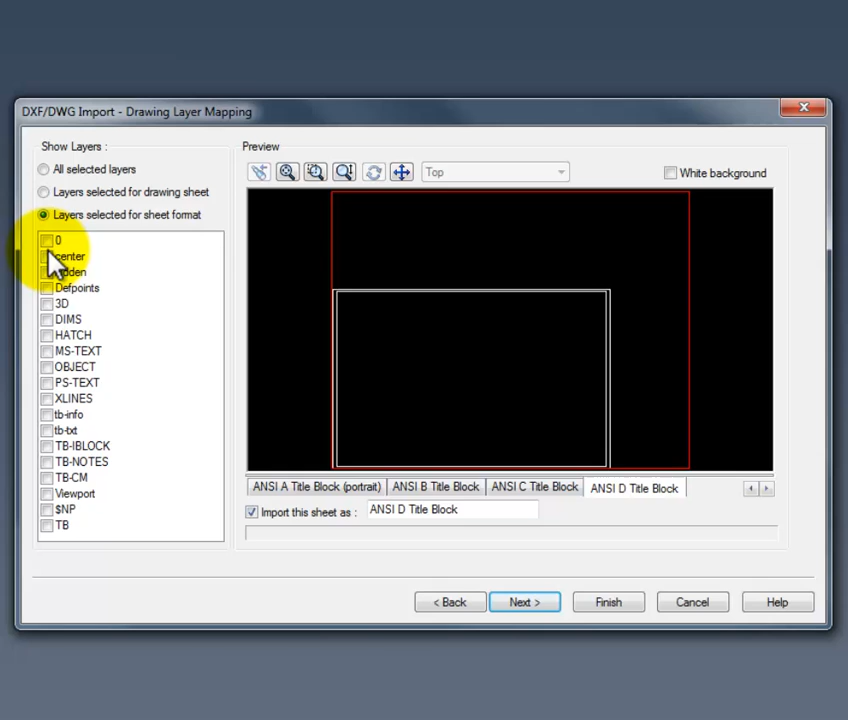 DXF/DWG Import - Drawing Layer Mapping
Show Layers :
All selected layers
Layers selected for drawing sheet
Layers selected for sheet format
0
center
Defpoints
3D
DIMS
HATCH
MS-TEXT
OBJECT
PS-TEXT
XLINES
tb-info
tb-txt
TB-IBLOCK
TB-NOTES
TB-CM
Viewport
$NP
TB
Preview
Top
White background
ANSI A Title Block (portrait) ANSI B Title Block ANSI C Title Block ANSI D Title Block
Import this sheet as : ANSI D Title Block
< Back Next > Finish Cancel Help